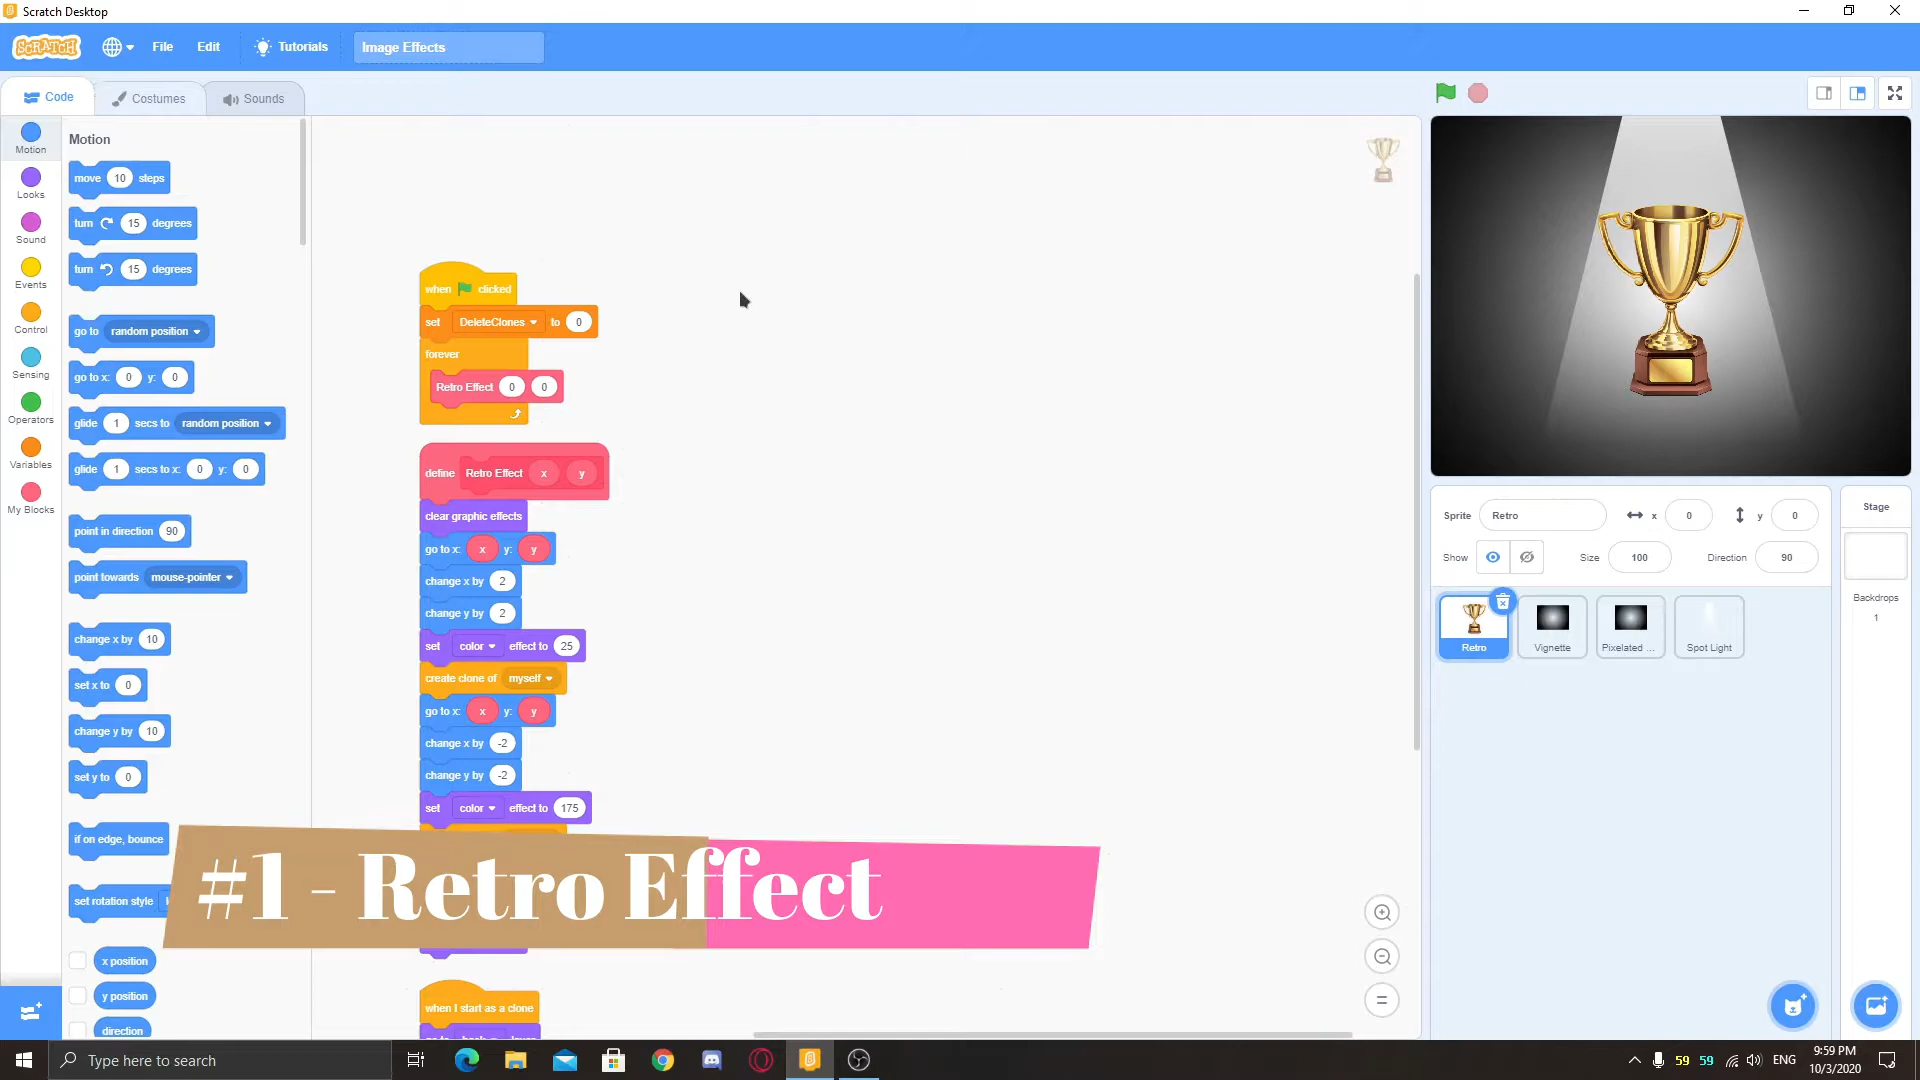 Scratch Desktop
SCRATCH
File
Edit
Tutorials
Image Effects
Code
Costumes
Sounds
Motion
Looks
Sound
Events
Control
Sensing
Operators
Variables
My Blocks
Motion
move 10 steps
turn 15 degrees
turn 15 degrees
go to random position
go to x: 0 y: 0
glide 1 secs to random position
glide 1 secs to x: 0 y: 0
point in direction 90
point towards mouse-pointer
change x by 10
set x to 0
change y by 10
set y to 0
if on edge, bounce
set rotation style
x position
y position
direction
when clicked
set DeleteClones to 0
forever
Retro Effect 0 0
define Retro Effect x y
clear graphic effects
go to x: x y: y
change x by 2
change y by 2
set color effect to 25
create clone of myself
go to x: x y: y
change x by -2
change y by -2
set color effect to 175
when I start as a clone
#1 - Retro Effect
Sprite Retro x 0 y 0
Show Size 100 Direction 90
Retro
Vignette
Pixelated ...
Spot Light
Stage
Backdrops
1
Type here to search
59 59
ENG
9:59 PM
10/3/2020